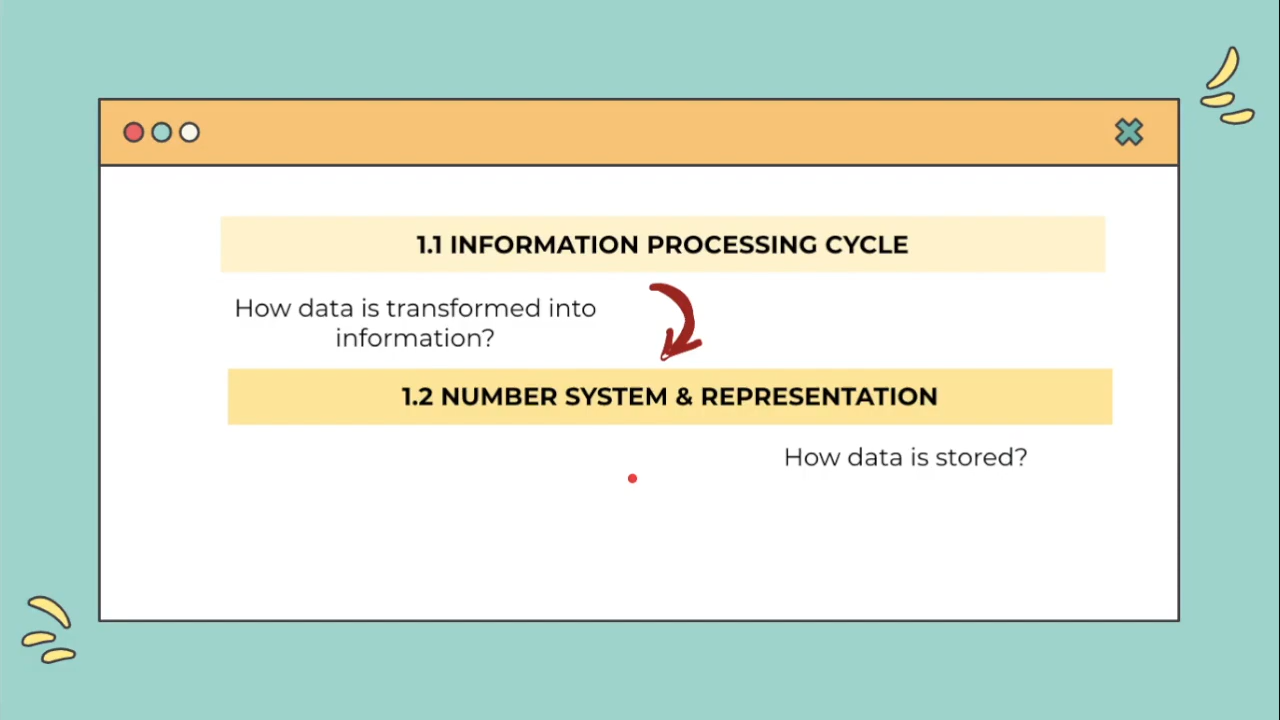 1.1 INFORMATION PROCESSING CYCLE
How data is transformed into
information?
1.2 NUMBER SYSTEM & REPRESENTATION
How data is stored?